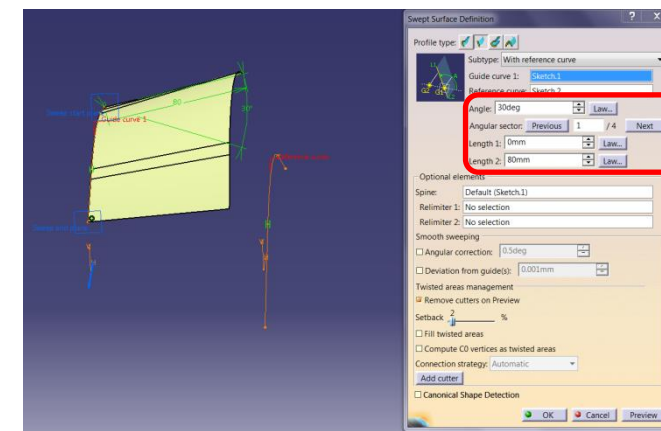 Swept Surface Definition
? X
Profile type:
Subtype: With reference curve
Guide curve 1: Sketch.1
Reference curve: Sketch.2
Angle: 30deg Law...
Angular sector: Previous 1 / 4 Next
Length 1: 0mm Law...
Length 2: 80mm Law...
Optional elements
Spine: Default (Sketch.1)
Relimiter 1: No selection
Relimiter 2: No selection
Smooth sweeping
Angular correction: 0.5deg
Deviation from guide(s): 0.001mm
Twisted areas management
Remove cutters on Preview
Setback 2 %
Fill twisted areas
Compute C0 vertices as twisted areas
Connection strategy: Automatic
Add cutter
Canonical Shape Detection
OK Cancel Preview
80
Guide curve 1